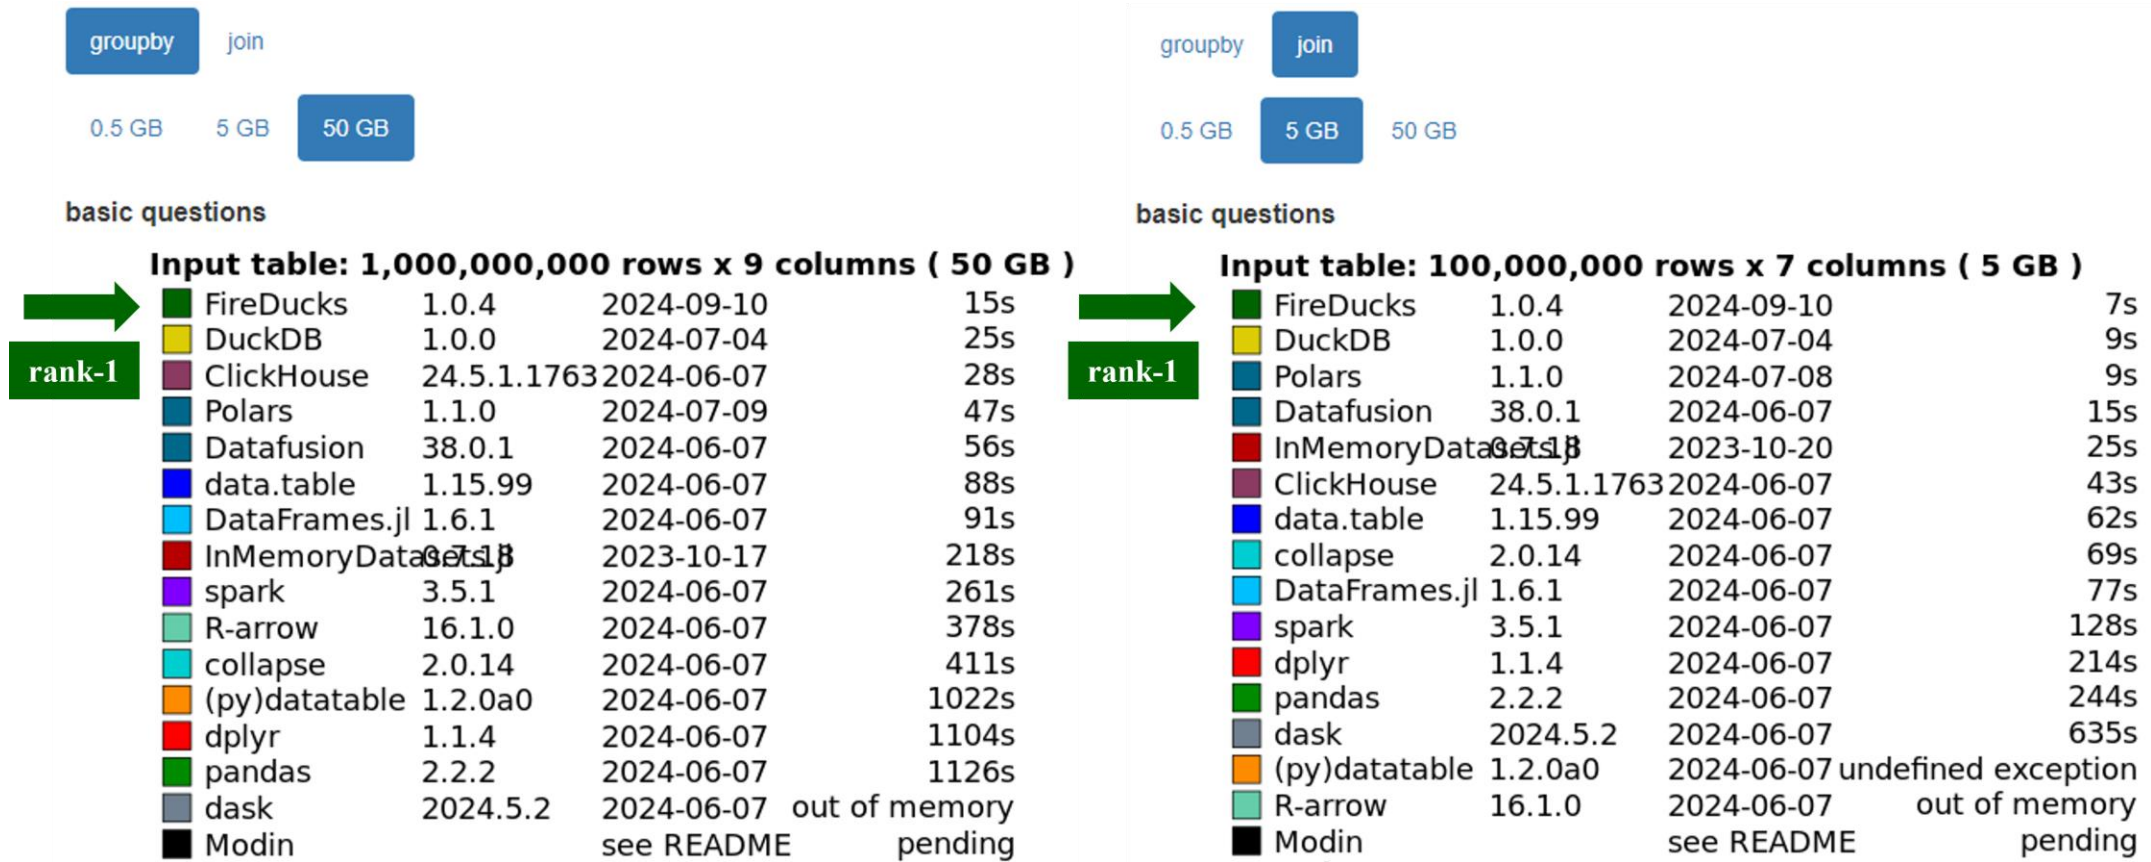 groupby join
0.5 GB 5 GB 50 GB
basic questions
Input table: 1,000,000,000 rows x 9 columns ( 50 GB )
rank-1
FireDucks 1.0.4 2024-09-10 15s
DuckDB 1.0.0 2024-07-04 25s
ClickHouse 24.5.1.1763 2024-06-07 28s
Polars 1.1.0 2024-07-09 47s
Datafusion 38.0.1 2024-06-07 56s
data.table 1.15.99 2024-06-07 88s
DataFrames.jl 1.6.1 2024-06-07 91s
InMemoryDatasets.jl 0.7.18 2023-10-17 218s
spark 3.5.1 2024-06-07 261s
R-arrow 16.1.0 2024-06-07 378s
collapse 2.0.14 2024-06-07 411s
(py)datatable 1.2.0a0 2024-06-07 1022s
dplyr 1.1.4 2024-06-07 1104s
pandas 2.2.2 2024-06-07 1126s
dask 2024.5.2 2024-06-07 out of memory
Modin see README pending
groupby join
0.5 GB 5 GB 50 GB
basic questions
Input table: 100,000,000 rows x 7 columns ( 5 GB )
rank-1
FireDucks 1.0.4 2024-09-10 7s
DuckDB 1.0.0 2024-07-04 9s
Polars 1.1.0 2024-07-08 9s
Datafusion 38.0.1 2024-06-07 15s
InMemoryDatasets.jl 0.7.18 2023-10-20 25s
ClickHouse 24.5.1.1763 2024-06-07 43s
data.table 1.15.99 2024-06-07 62s
collapse 2.0.14 2024-06-07 69s
DataFrames.jl 1.6.1 2024-06-07 77s
spark 3.5.1 2024-06-07 128s
dplyr 1.1.4 2024-06-07 214s
pandas 2.2.2 2024-06-07 244s
dask 2024.5.2 2024-06-07 635s
(py)datatable 1.2.0a0 2024-06-07 undefined exception
R-arrow 16.1.0 2024-06-07 out of memory
Modin see README pending